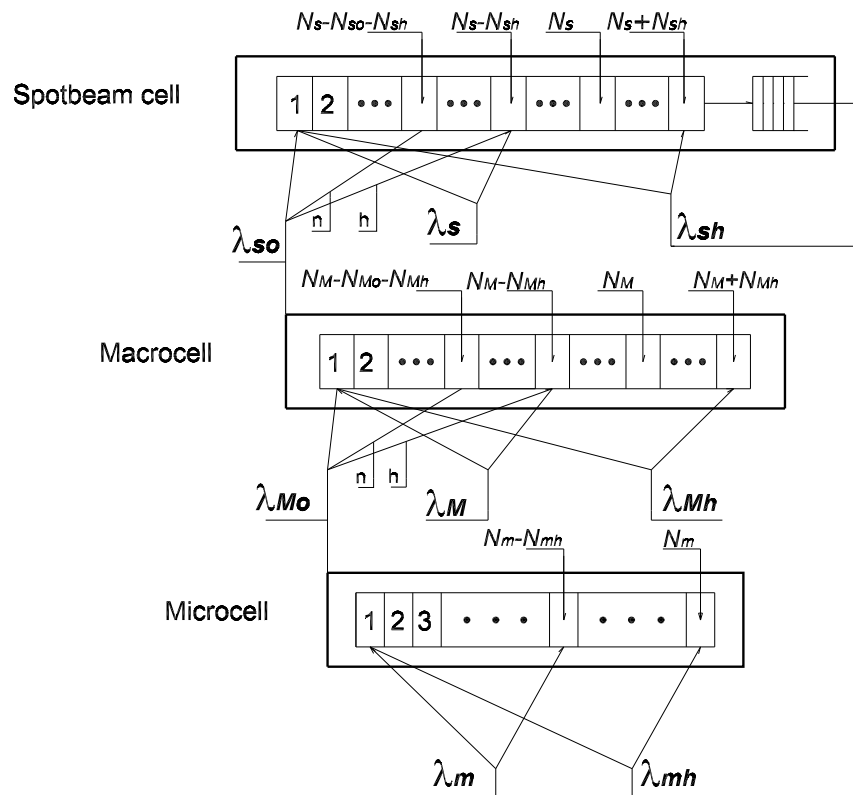 Ns-Nso-Nsh Ns-Nsh Ns Ns+Nsh
Spotbeam cell
1 2
n h
λso λs λsh
NM-NMo-NMh NM-NMh NM NM+NMh
Macrocell
1 2
n h
λMo λM λMh
Nm-Nmh Nm
Microcell
1 2 3
λm λmh